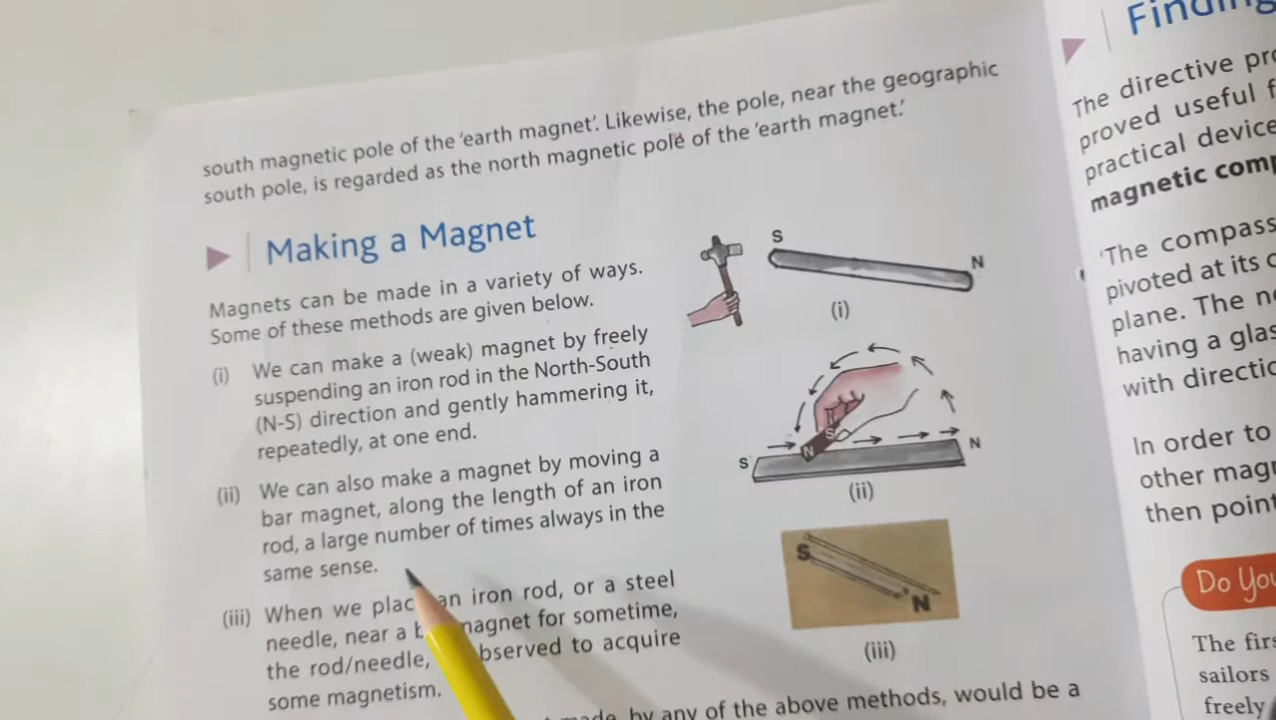 south magnetic pole of the 'earth magnet'. Likewise, the pole, near the geographic
south pole, is regarded as the north magnetic pole of the 'earth magnet.'
Making a Magnet
Magnets can be made in a variety of ways.
Some of these methods are given below.
(i) We can make a (weak) magnet by freely
suspending an iron rod in the North-South
(N-S) direction and gently hammering it,
repeatedly, at one end.
(ii) We can also make a magnet by moving a
bar magnet, along the length of an iron
rod, a large number of times always in the
same sense.
(iii) When we plac an iron rod, or a steel
needle, near a b magnet for sometime,
the rod/needle, bserved to acquire
some magnetism.
made, by any of the above methods, would be a
S
N
(i)
S
N
S
N
(ii)
S
N
(iii)
Finding
The directive pr
proved useful f
practical device
magnetic com
'The compass
pivoted at its
plane. The n
having a glas
with directio
In order to
other magn
then point
Do You
The firs
sailors
freely